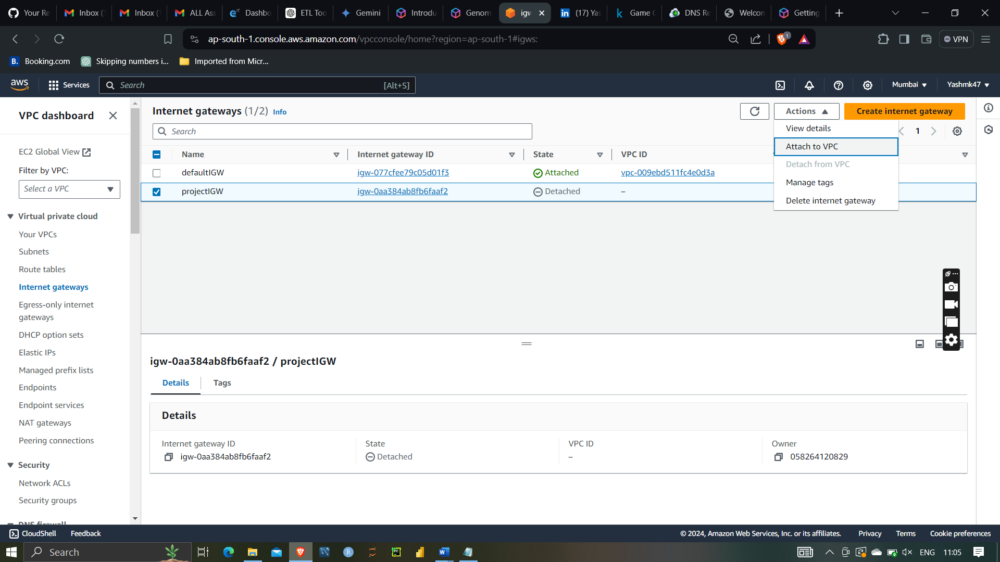 Your Re
Inbox (
Inbox (
ALL Ass
Dashbo
ETL Too
Gemini
Introdu
Genom
igw
(17) Yas
Game C
DNS Re
Welcom
Getting
ap-south-1.console.aws.amazon.com/vpcconsole/home?region=ap-south-1#igws:
1
VPN
B. Booking.com
Skipping numbers i...
Imported from Micr...
aws
Services
Search
[Alt+S]
Mumbai
Yashmk47
VPC dashboard
EC2 Global View
Filter by VPC:
Select a VPC
Virtual private cloud
Your VPCs
Subnets
Route tables
Internet gateways
Egress-only internet
gateways
DHCP option sets
Elastic IPs
Managed prefix lists
Endpoints
Endpoint services
NAT gateways
Peering connections
Security
Network ACLs
Security groups
DNS firewall
Internet gateways (1/2) Info
Actions
Create internet gateway
Search
1
View details
Attach to VPC
Detach from VPC
Manage tags
Delete internet gateway
Name
Internet gateway ID
State
VPC ID
defaultIGW
igw-077cfee79c05d01f3
Attached
vpc-009ebd511fc4e0d3a
projectIGW
igw-0aa384ab8fb6faaf2
Detached
–
igw-0aa384ab8fb6faaf2 / projectIGW
Details
Tags
Details
Internet gateway ID
igw-0aa384ab8fb6faaf2
State
Detached
VPC ID
–
Owner
058264120829
CloudShell
Feedback
© 2024, Amazon Web Services, Inc. or its affiliates.
Privacy
Terms
Cookie preferences
Search
ENG
11:05